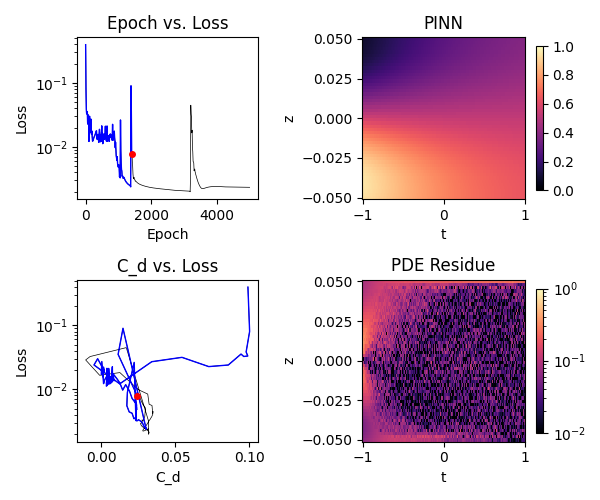 Epoch vs. Loss
10⁻¹
10⁻²
Loss
0
2000
4000
Epoch
PINN
0.050
0.025
0.000
−0.025
−0.050
z
−1
0
1
t
1.0
0.8
0.6
0.4
0.2
0.0
C_d vs. Loss
10⁻¹
10⁻²
Loss
0.00
0.05
0.10
C_d
PDE Residue
0.050
0.025
0.000
−0.025
−0.050
z
−1
0
1
t
10⁰
10⁻¹
10⁻²